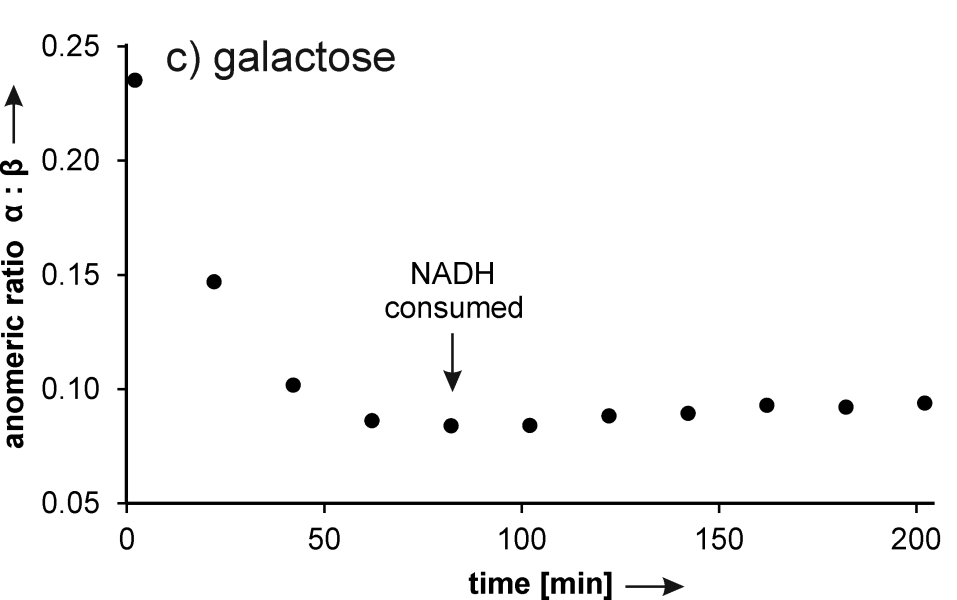 c) galactose
anomeric ratio α : β
0.25
0.20
0.15
0.10
0.05
NADH
consumed
0 50 100 150 200
time [min]